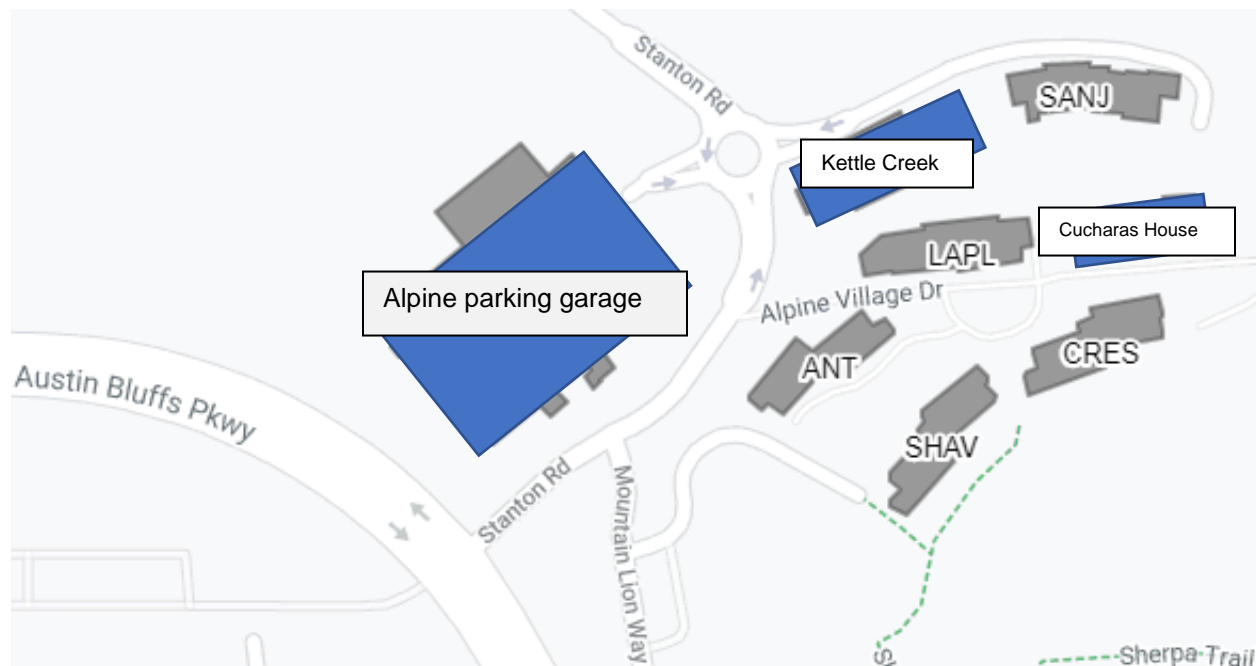 Stanton Rd
SANJ
Kettle Creek
Cucharas House
LAPL
Alpine parking garage
Alpine Village Dr
Austin Bluffs Pkwy
ANT
CRES
SHAV
Stanton Rd
Mountain Lion Way
Sherpa Trail